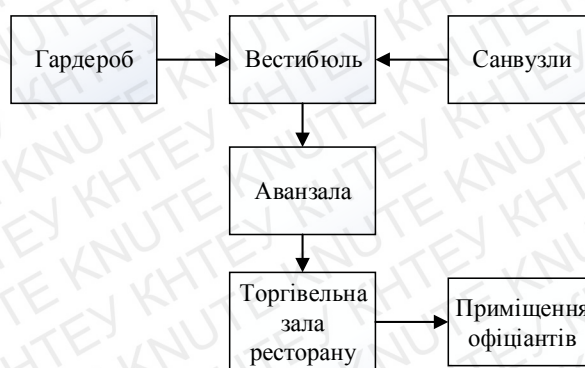 Гардероб
Вестибюль
Санвузли
Аванзала
Торгівельна
зала
ресторану
Приміщення
офіціантів